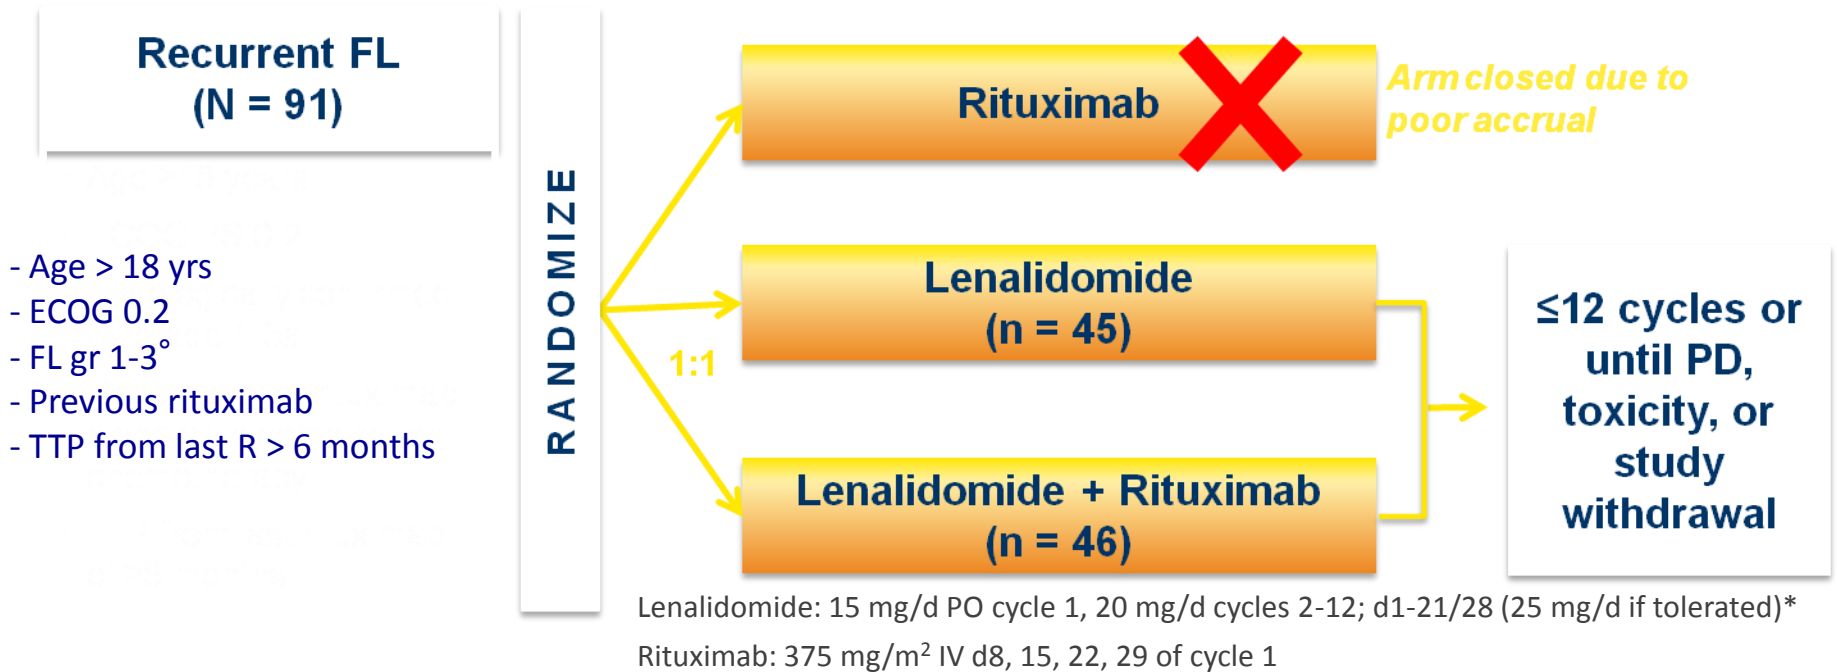 Recurrent FL
(N = 91)
- Age > 18 yrs
- ECOG 0.2
- FL gr 1-3°
- Previous rituximab
- TTP from last R > 6 months
RANDOMIZE
1:1
Rituximab
Arm closed due to
poor accrual
Lenalidomide
(n = 45)
Lenalidomide + Rituximab
(n = 46)
≤12 cycles or
until PD,
toxicity, or
study
withdrawal
Lenalidomide: 15 mg/d PO cycle 1, 20 mg/d cycles 2-12; d1-21/28 (25 mg/d if tolerated)*
Rituximab: 375 mg/m² IV d8, 15, 22, 29 of cycle 1